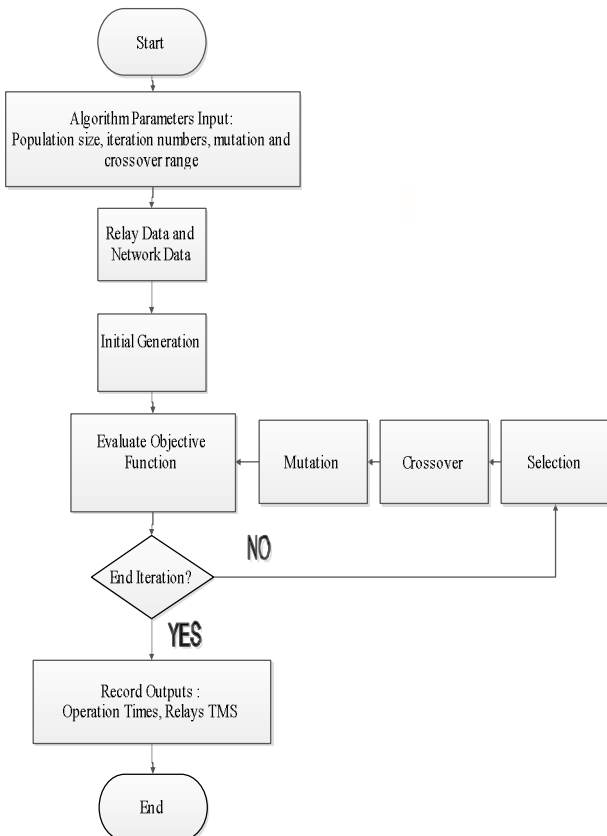 Start
Algorithm Parameters Input:
Population size, iteration numbers, mutation and
crossover range
Relay Data and
Network Data
Initial Generation
Evaluate Objective
Function
Mutation
Crossover
Selection
NO
End Iteration?
YES
Record Outputs :
Operation Times, Relays TMS
End